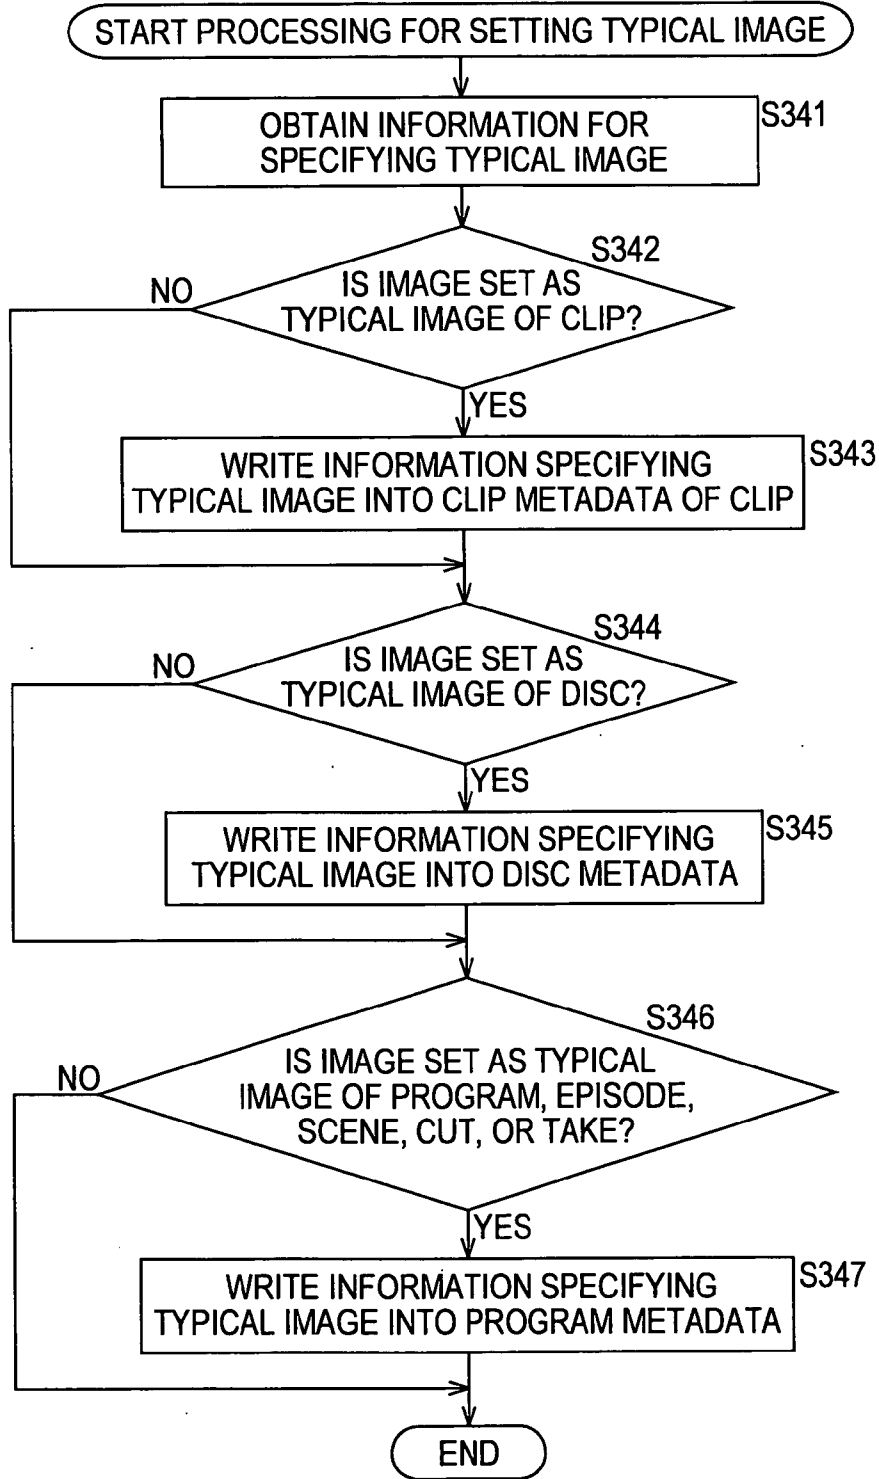 START PROCESSING FOR SETTING TYPICAL IMAGE
OBTAIN INFORMATION FOR
SPECIFYING TYPICAL IMAGE
S341
S342
NO
IS IMAGE SET AS
TYPICAL IMAGE OF CLIP?
YES
WRITE INFORMATION SPECIFYING
TYPICAL IMAGE INTO CLIP METADATA OF CLIP
S343
S344
NO
IS IMAGE SET AS
TYPICAL IMAGE OF DISC?
YES
WRITE INFORMATION SPECIFYING
TYPICAL IMAGE INTO DISC METADATA
S345
S346
NO
IS IMAGE SET AS TYPICAL
IMAGE OF PROGRAM, EPISODE,
SCENE, CUT, OR TAKE?
YES
WRITE INFORMATION SPECIFYING
TYPICAL IMAGE INTO PROGRAM METADATA
S347
END